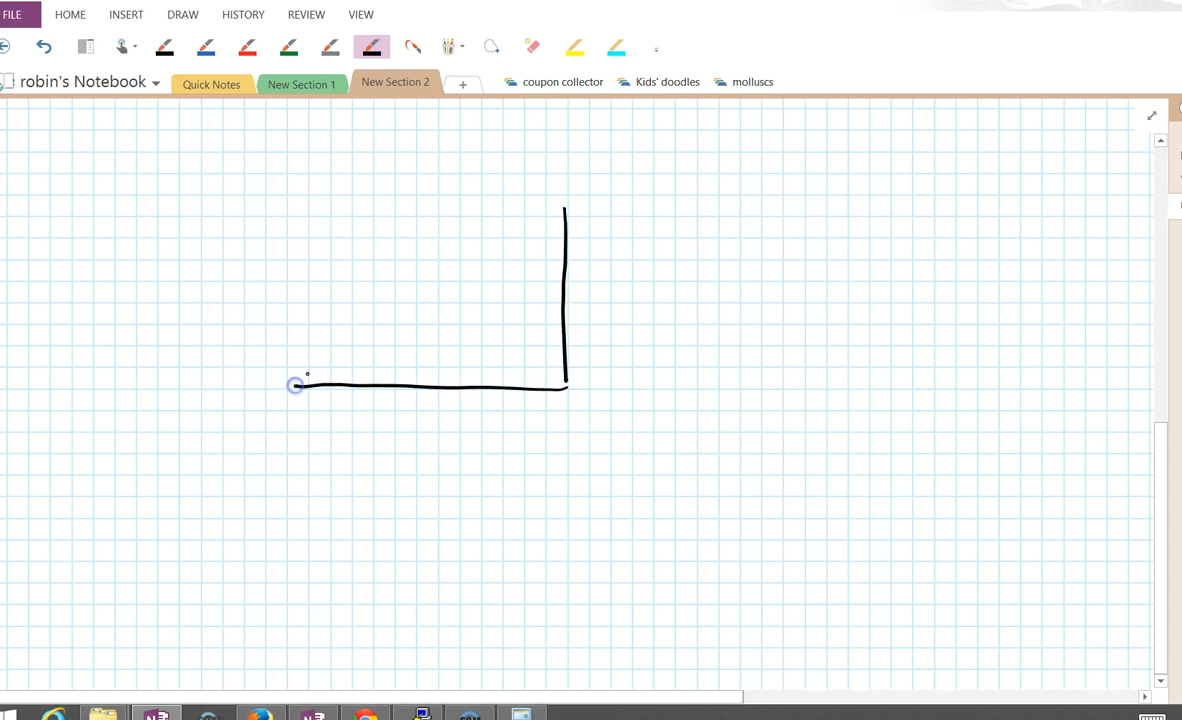 FILE HOME INSERT DRAW HISTORY REVIEW VIEW
robin's Notebook Quick Notes New Section 1 New Section 2 + coupon collector Kids' doodles molluscs